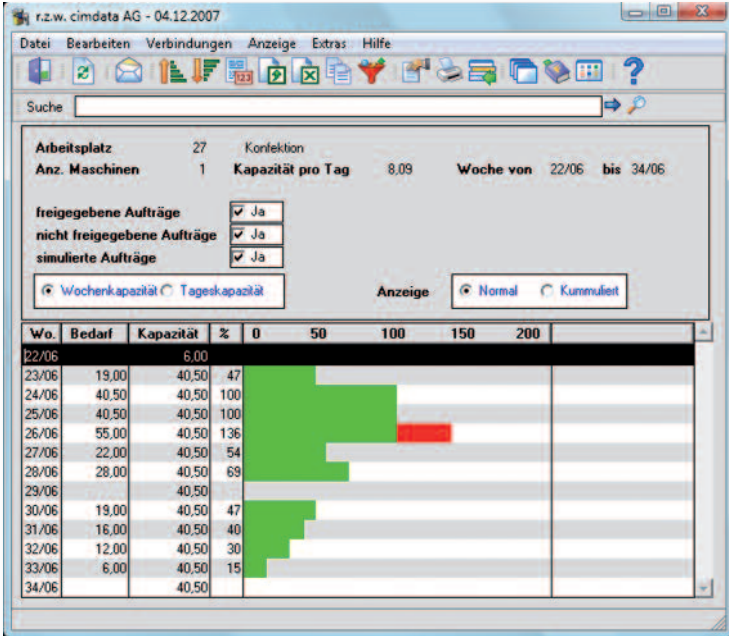 r.z.w. cimdata AG - 04.12.2007
Datei Bearbeiten Verbindungen Anzeige Extras Hilfe
123
?
Suche
Arbeitsplatz 27 Konfektion
Anz. Maschinen 1 Kapazität pro Tag 8,09 Woche von 22/06 bis 34/06
freigegebene Aufträge Ja
nicht freigegebene Aufträge Ja
simulierte Aufträge Ja
Wochenkapazität Tageskapazität Anzeige Normal Kummuliert
Wo. Bedarf Kapazität % 0 50 100 150 200
22/06 6,00
23/06 19,00 40,50 47
24/06 40,50 40,50 100
25/06 40,50 40,50 100
26/06 55,00 40,50 136
27/06 22,00 40,50 54
28/06 28,00 40,50 69
29/06 40,50
30/06 19,00 40,50 47
31/06 16,00 40,50 40
32/06 12,00 40,50 30
33/06 6,00 40,50 15
34/06 40,50